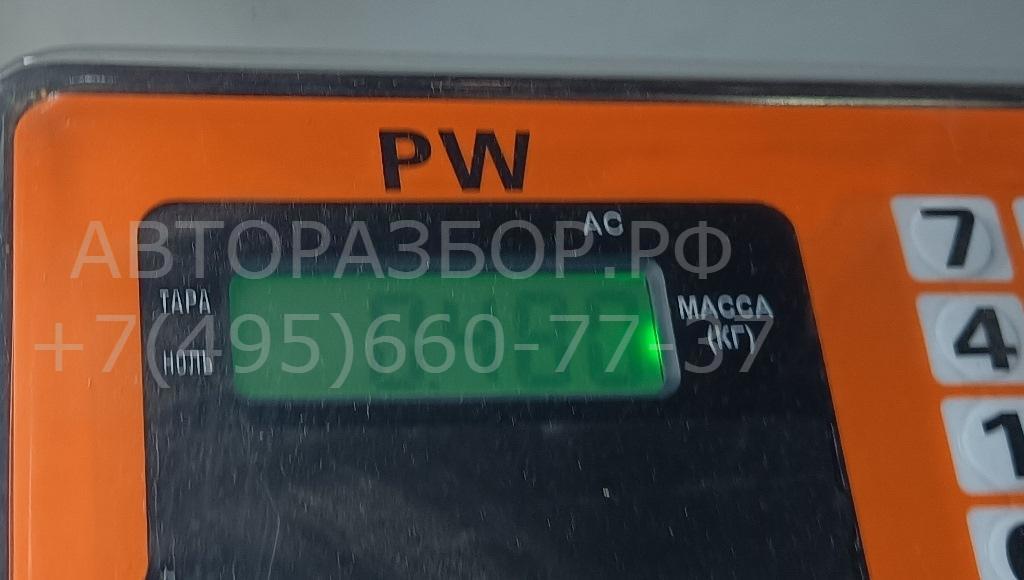 PW
AC
АВТОРАЗБОР.РФ
ТАРА
МАССА
(КГ)
+7(495)660-77-37
НОЛЬ
7
4
1